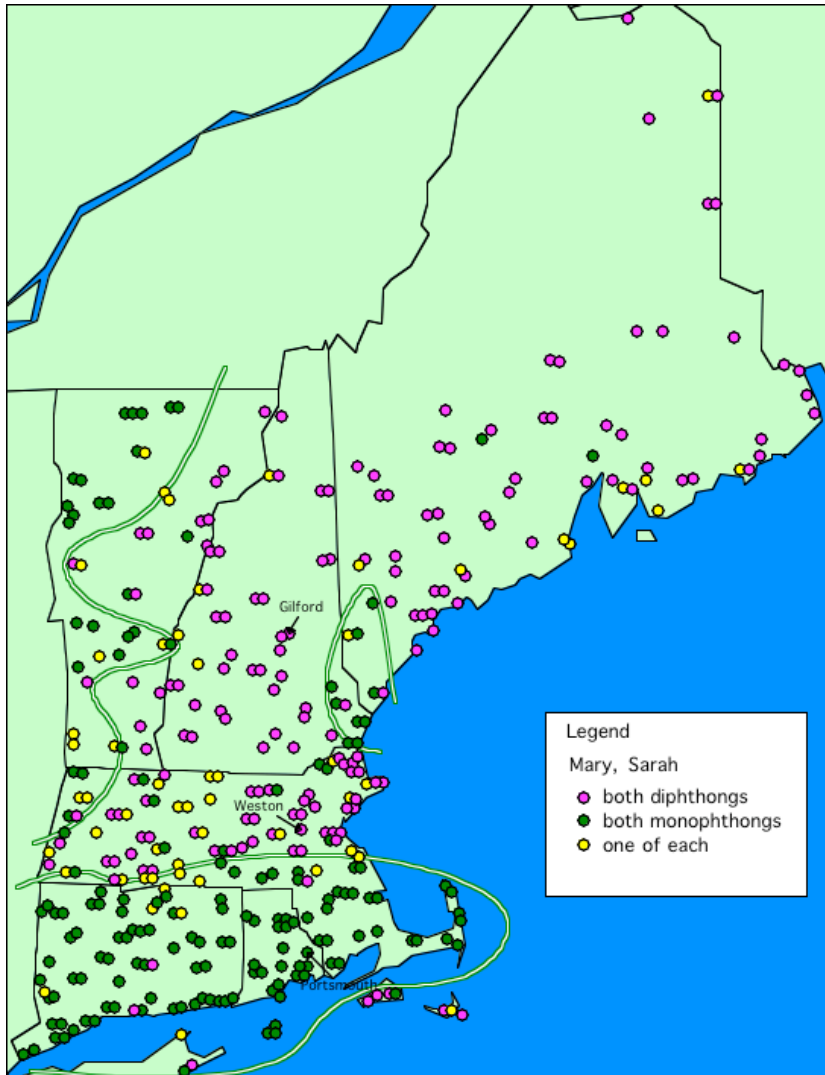 Gilford
Weston
Portsmouth
Legend
Mary, Sarah
both diphthongs
both monophthongs
one of each